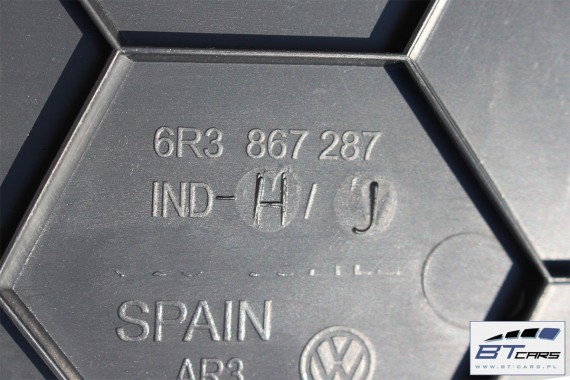 6R3 867 287
IND-H/J
SPAIN
AR3
BT CARS
WWW.BT-CARS.PL